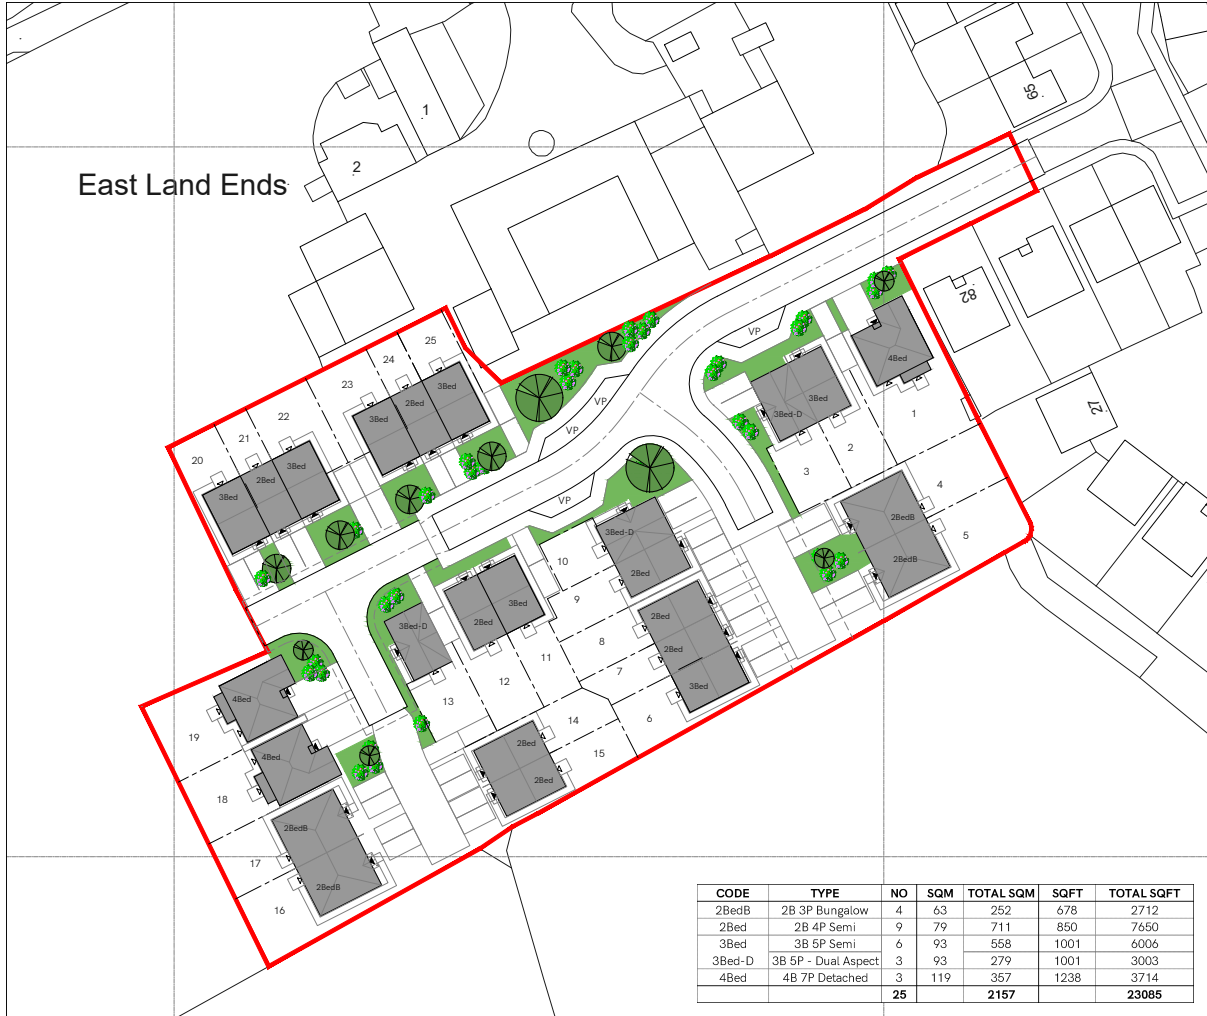 65
1
2
East Land Ends
82
VP
4Bed
25
24
3Bed
23
3Bed
2Bed
VP
3Bed
3Bed-D
22
3Bed
27
1
21
2
20
3Bed
2Bed
3Bed
VP
3
4
VP
2BedB
5
2BedB
3Bed-D
10
2Bed
9
3Bed
2Bed
2Bed
3Bed-D
8
2Bed
11
7
12
3Bed
4Bed
13
6
19
14
2Bed
15
4Bed
2Bed
18
2BedB
17
2BedB
16
CODE TYPE NO SQM TOTAL SQM SQFT TOTAL SQFT
2BedB 2B 3P Bungalow 4 63 252 678 2712
2Bed 2B 4P Semi 9 79 711 850 7650
3Bed 3B 5P Semi 6 93 558 1001 6006
3Bed-D 3B 5P - Dual Aspect 3 93 279 1001 3003
4Bed 4B 7P Detached 3 119 357 1238 3714
25 2157 23085